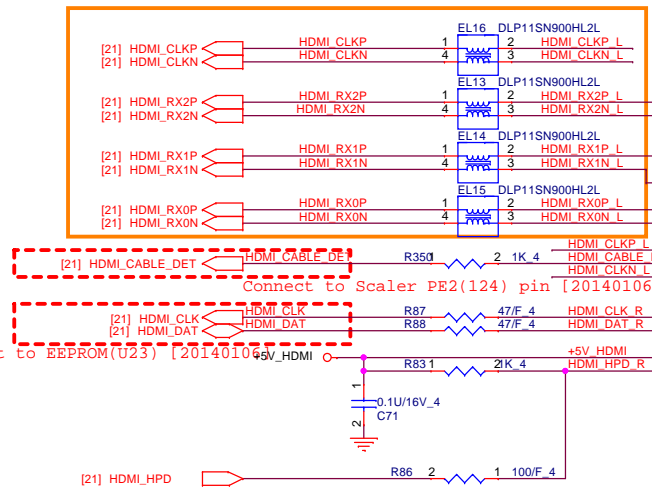 EL16 DLP11SN900HL2L
[21] HDMI_CLKP HDMI_CLKP 1 2 HDMI_CLKP_L
[21] HDMI_CLKN HDMI_CLKN 4 3 HDMI_CLKN_L
EL13 DLP11SN900HL2L
[21] HDMI_RX2P HDMI_RX2P 1 2 HDMI_RX2P_L
[21] HDMI_RX2N HDMI_RX2N 4 3 HDMI_RX2N_L
EL14 DLP11SN900HL2L
[21] HDMI_RX1P HDMI_RX1P 1 2 HDMI_RX1P_L
[21] HDMI_RX1N HDMI_RX1N 4 3 HDMI_RX1N_L
EL15 DLP11SN900HL2L
[21] HDMI_RX0P HDMI_RX0P 1 2 HDMI_RX0P_L
[21] HDMI_RX0N HDMI_RX0N 4 3 HDMI_RX0N_L
HDMI_CLKP_L
[21] HDMI_CABLE_DET HDMI_CABLE_DET R350 1 2 1K_4 HDMI_CABLE
HDMI_CLKN_L
Connect to Scaler PE2(124) pin [20140106
[21] HDMI_CLK HDMI_CLK R87 47/F_4 HDMI_CLK_R
[21] HDMI_DAT HDMI_DAT R88 47/F_4 HDMI_DAT_R
t to EEPROM(U23) [20140106]
+5V_HDMI +5V_HDMI
R83 1 2 1K_4 HDMI_HPD_R
1
0.1U/16V_4
C71
2
[21] HDMI_HPD R86 2 1 100/F_4